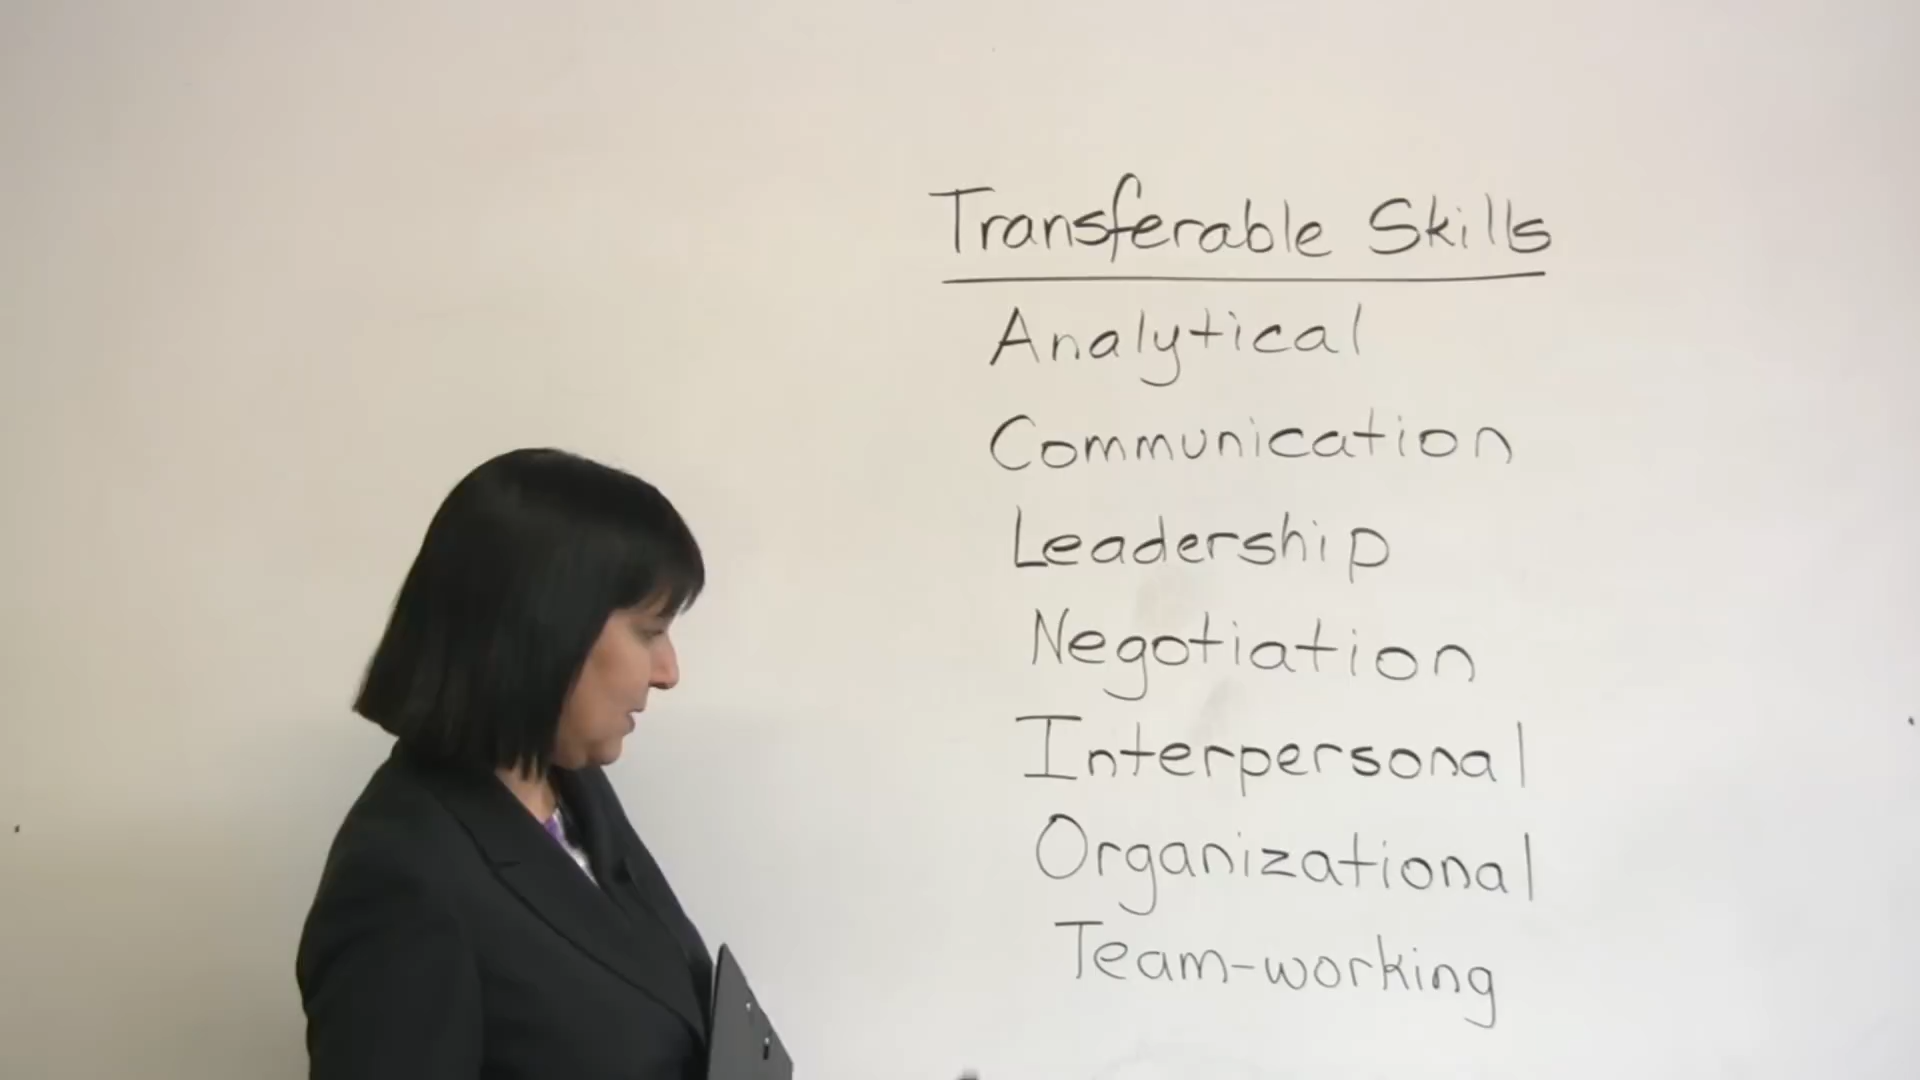 Transferable Skills
Analytical
Communication
Leadership
Negotiation
Interpersonal
Organizational
Team-working